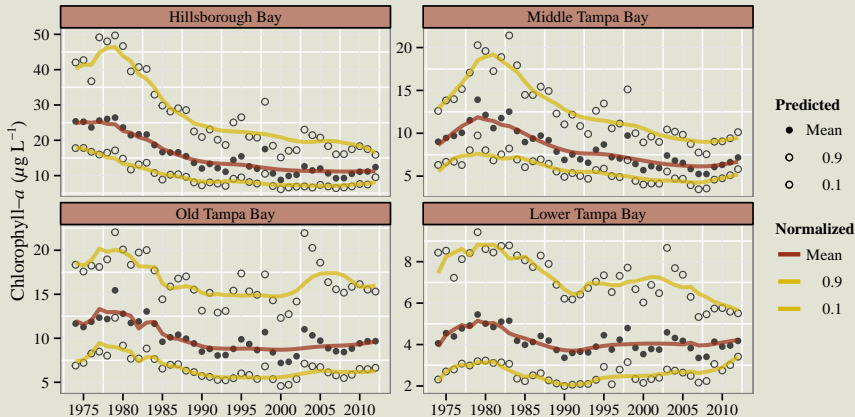 Hillsborough Bay
Middle Tampa Bay
50
40
30
20
10
20
15
10
5
Old Tampa Bay
Lower Tampa Bay
20
15
10
5
8
6
4
2
1975 1980 1985 1990 1995 2000 2005 2010
1975 1980 1985 1990 1995 2000 2005 2010
Chlorophyll−a (µg L⁻¹)
Predicted
Mean
0.9
0.1
Normalized
Mean
0.9
0.1